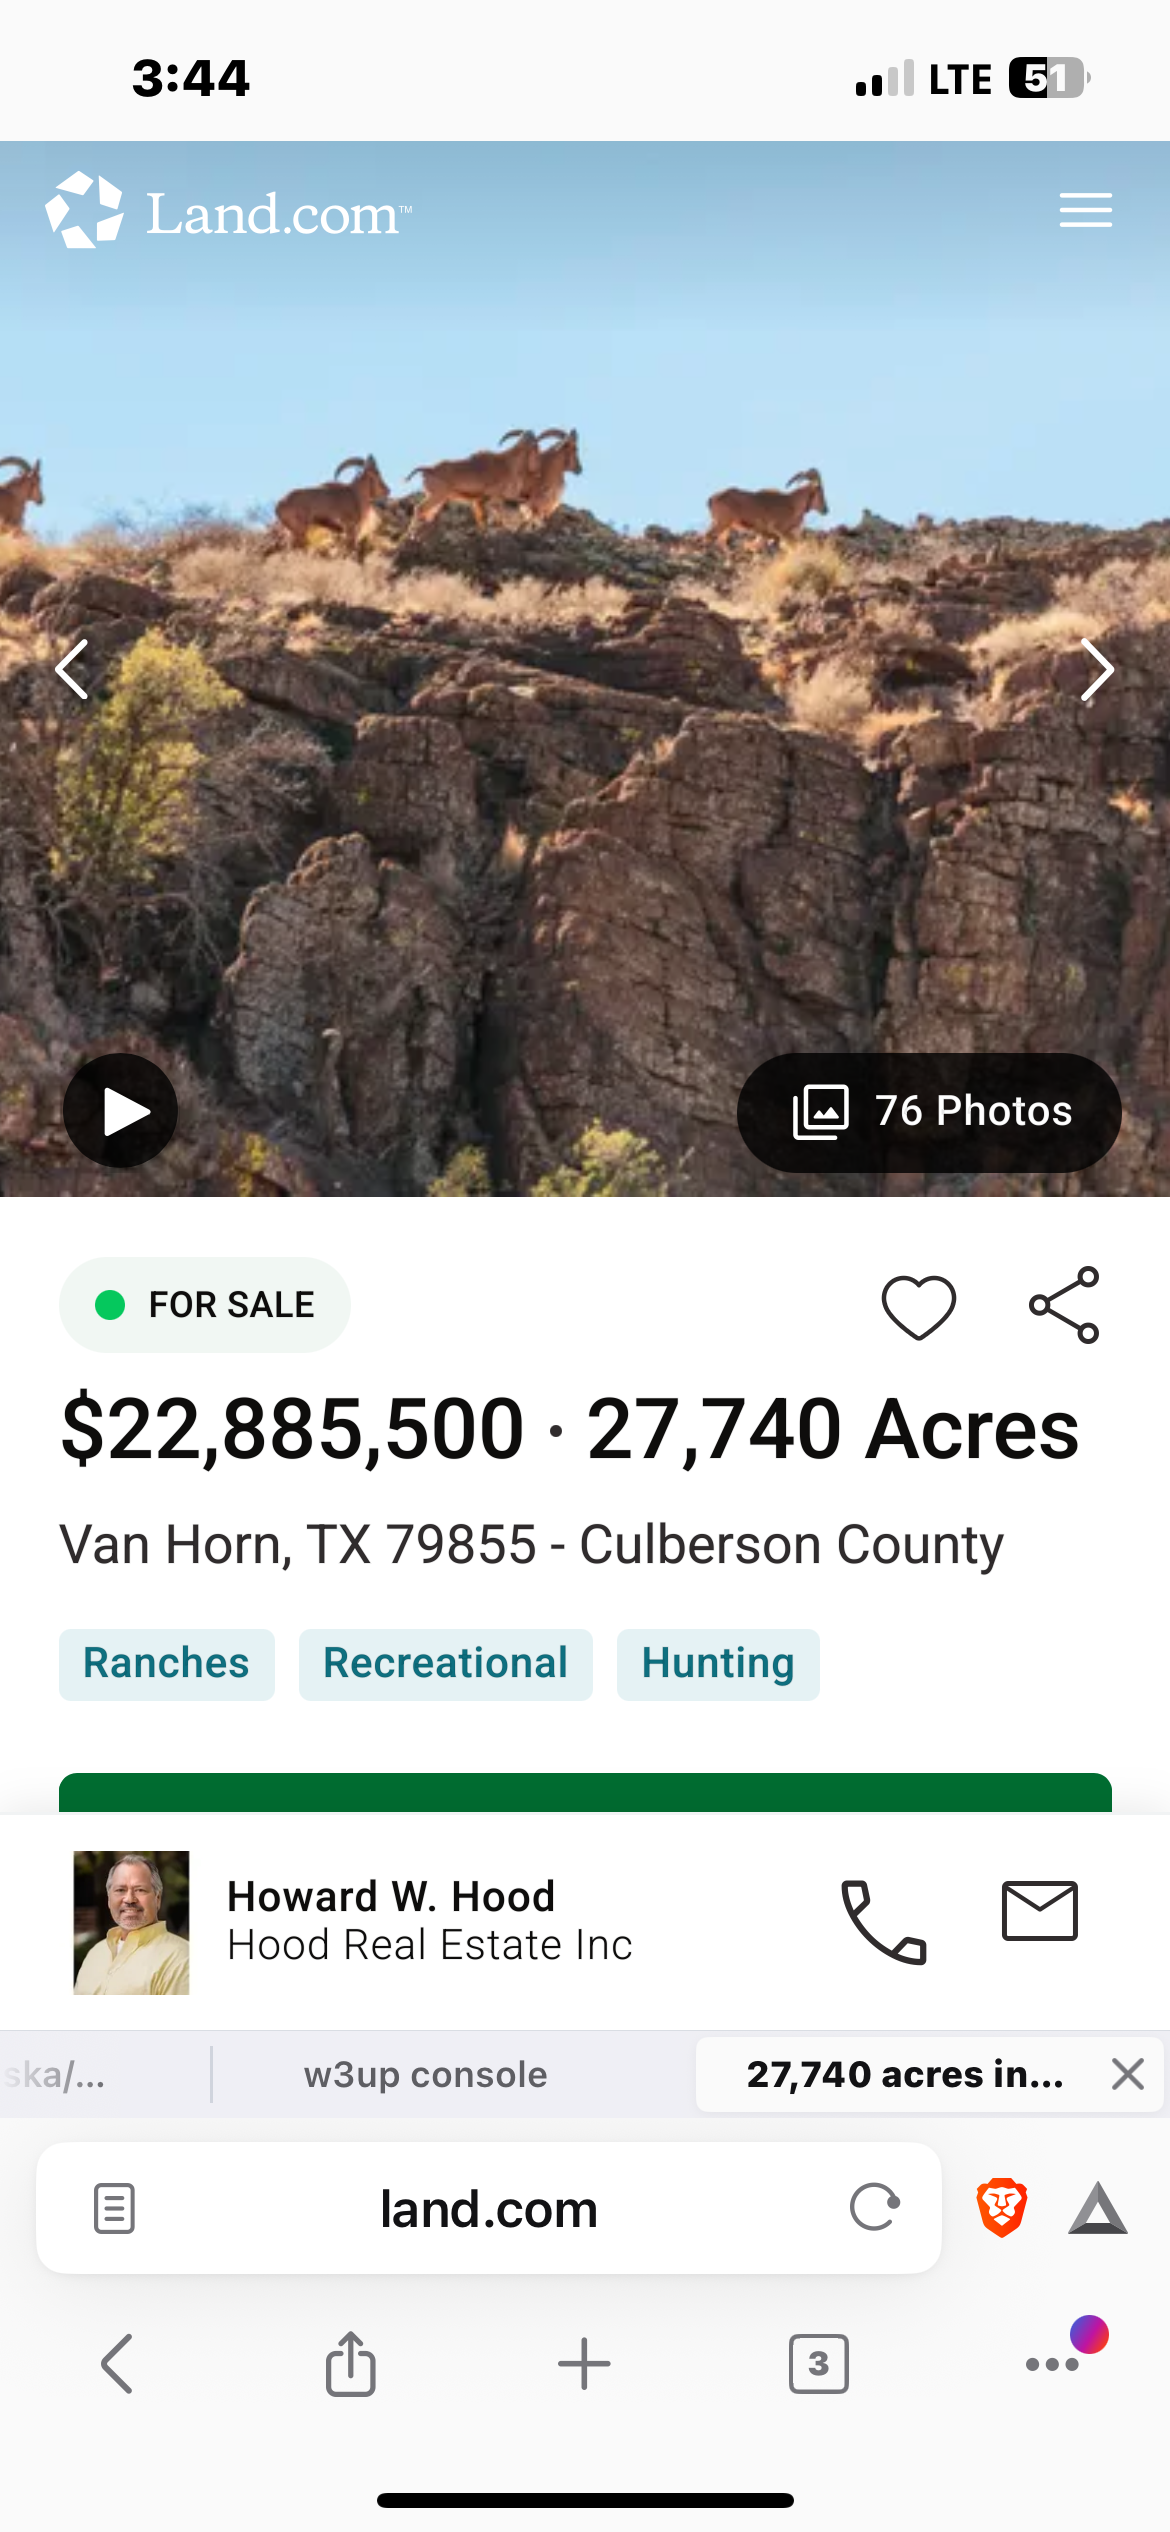 3:44
LTE 51
Land.com™
76 Photos
FOR SALE
$22,885,500 · 27,740 Acres
Van Horn, TX 79855 - Culberson County
Ranches
Recreational
Hunting
Howard W. Hood
Hood Real Estate Inc
ska/...
w3up console
27,740 acres in...
land.com
3